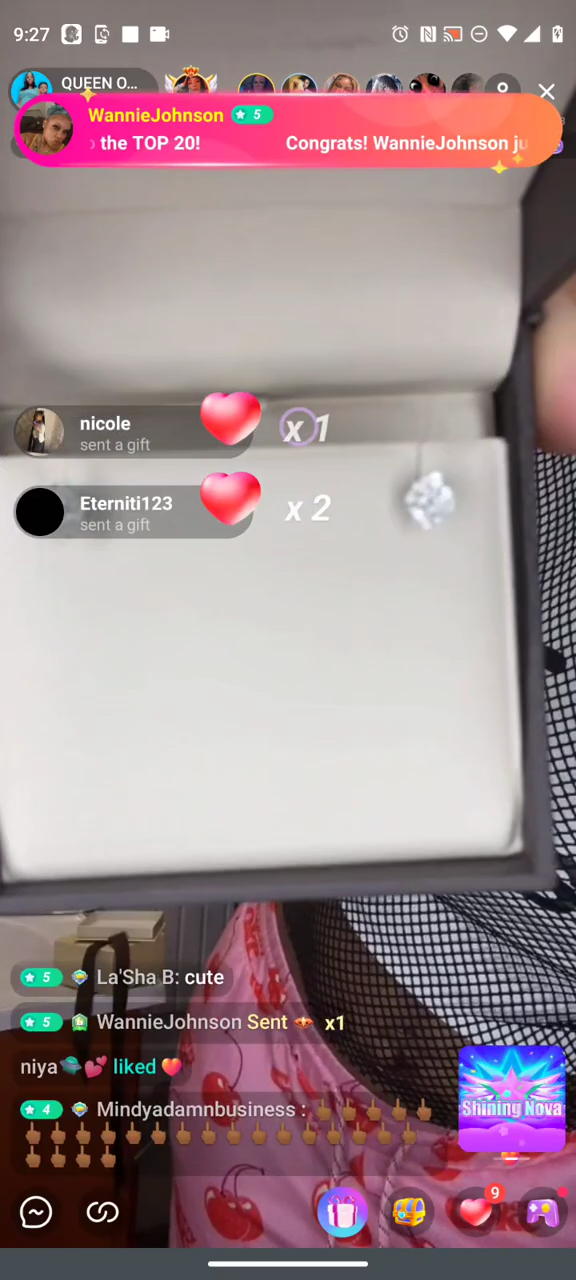 9:27
QUEEN O...
WannieJohnson 5
the TOP 20! Congrats! WannieJohnson ju
nicole
sent a gift
x 1
Eterniti123
sent a gift
x 2
5 La'Sha B: cute
5 WannieJohnson Sent x1
niya🛸💕 liked
4 Mindyadamnbusiness : 🖕🏽🖕🏽🖕🏽🖕🏽🖕🏽
🖕🏽🖕🏽🖕🏽🖕🏽🖕🏽🖕🏽🖕🏽🖕🏽🖕🏽🖕🏽🖕🏽🖕🏽🖕🏽🖕🏽🖕🏽🖕🏽
🖕🏽🖕🏽🖕🏽🖕🏽
Shining Nova
9